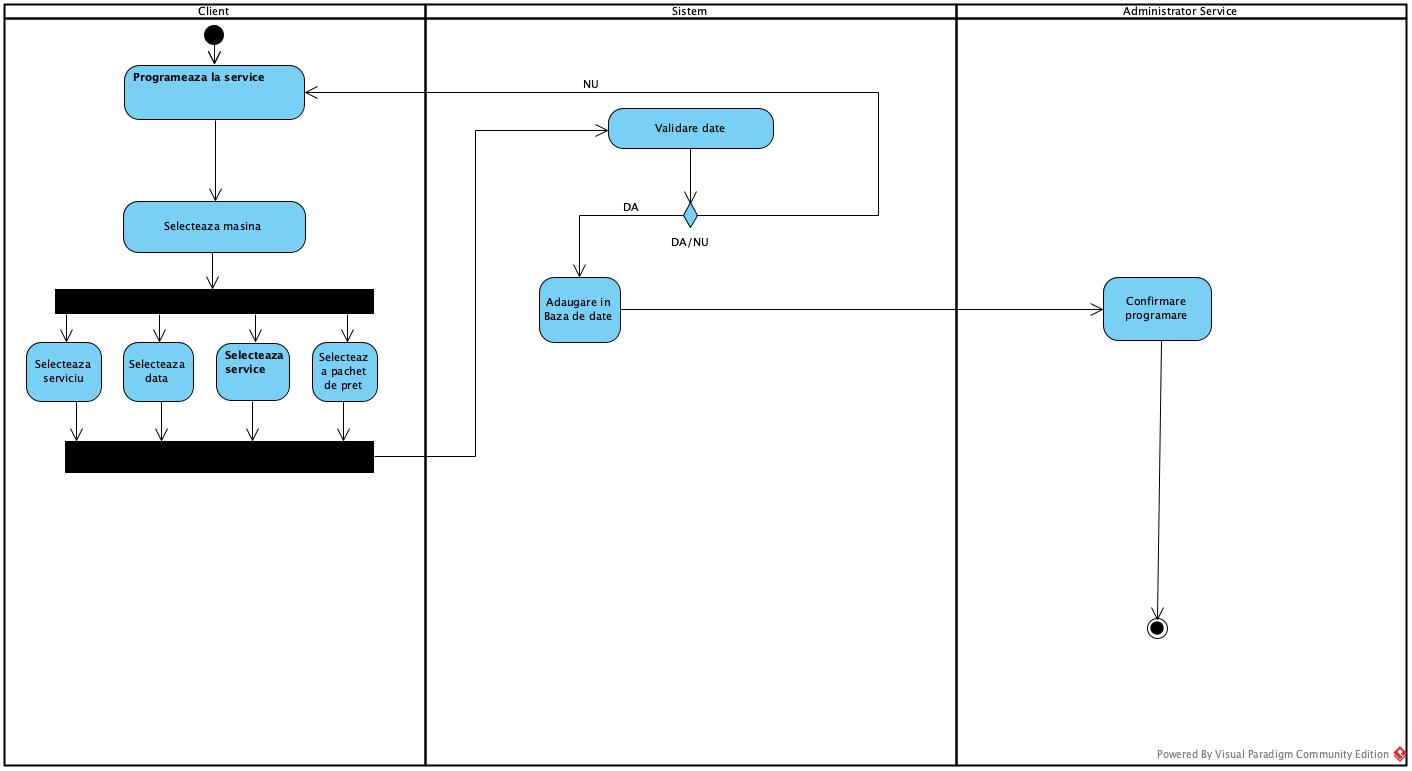 Client
Sistem
Administrator Service
Programeaza la service
NU
Validare date
Selecteaza masina
DA
DA/NU
Adaugare in
Baza de date
Confirmare
programare
Selecteaza
serviciu
Selecteaza
data
Selecteaza
service
Selecteaz
a pachet
de pret
Powered By Visual Paradigm Community Edition